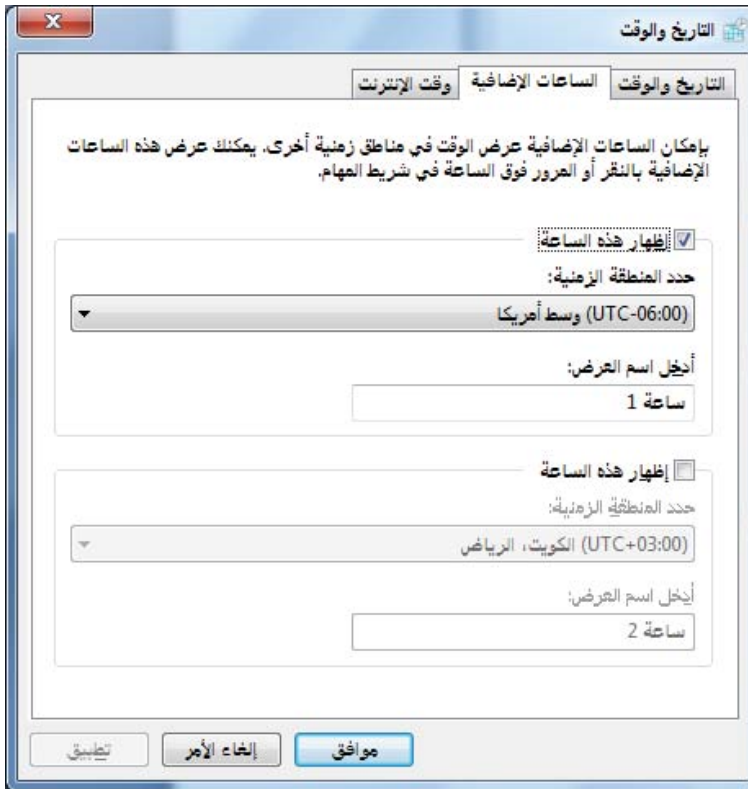 التاريخ والوقت
التاريخ والوقت
الساعات الإضافية
وقت الإنترنت
بإمكان الساعات الإضافية عرض الوقت في مناطق زمنية أخرى. يمكنك عرض هذه الساعات
الإضافية بالنقر أو المرور فوق الساعة في شريط المهام.
إظهار هذه الساعة
حدد المنطقة الزمنية:
(UTC-06:00) وسط أمريكا
أدخل اسم العرض:
ساعة 1
إظهار هذه الساعة
حدد المنطقة الزمنية:
(UTC+03:00) الكويت، الرياض
أدخل اسم العرض:
ساعة 2
موافق
إلغاء الأمر
تطبيق